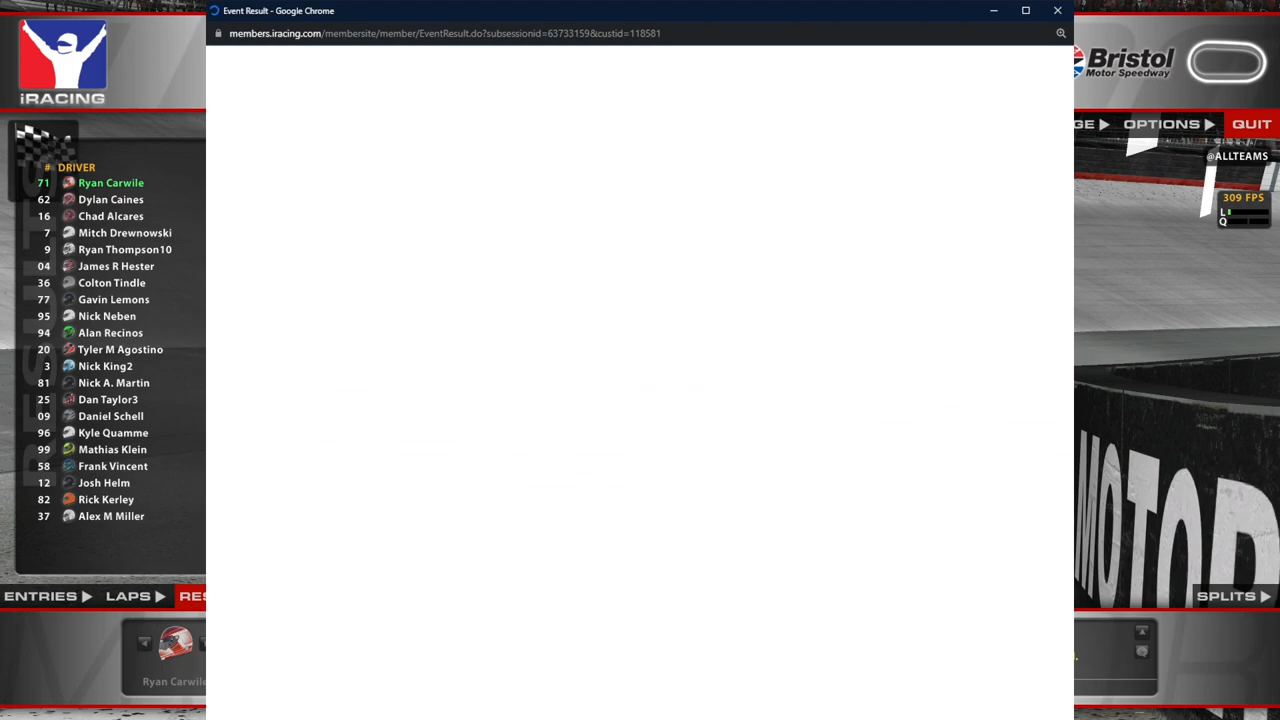 Event Result - Google Chrome
members.iracing.com/membersite/member/EventResult.do?subsessionid=63733159&custid=118581
iRACING
Bristol
Motor Speedway
GE
OPTIONS
QUIT
@ALLTEAMS
309 FPS
L
Q
RESULTS
# DRIVER
71 Ryan Carwile
62 Dylan Caines
16 Chad Alcares
7 Mitch Drewnowski
9 Ryan Thompson10
04 James R Hester
36 Colton Tindle
77 Gavin Lemons
95 Nick Neben
94 Alan Recinos
20 Tyler M Agostino
3 Nick King2
81 Nick A. Martin
25 Dan Taylor3
09 Daniel Schell
96 Kyle Quamme
99 Mathias Klein
58 Frank Vincent
12 Josh Helm
82 Rick Kerley
37 Alex M Miller
MOTOR
ENTRIES
LAPS
RES
SPLITS
Ryan Carwile